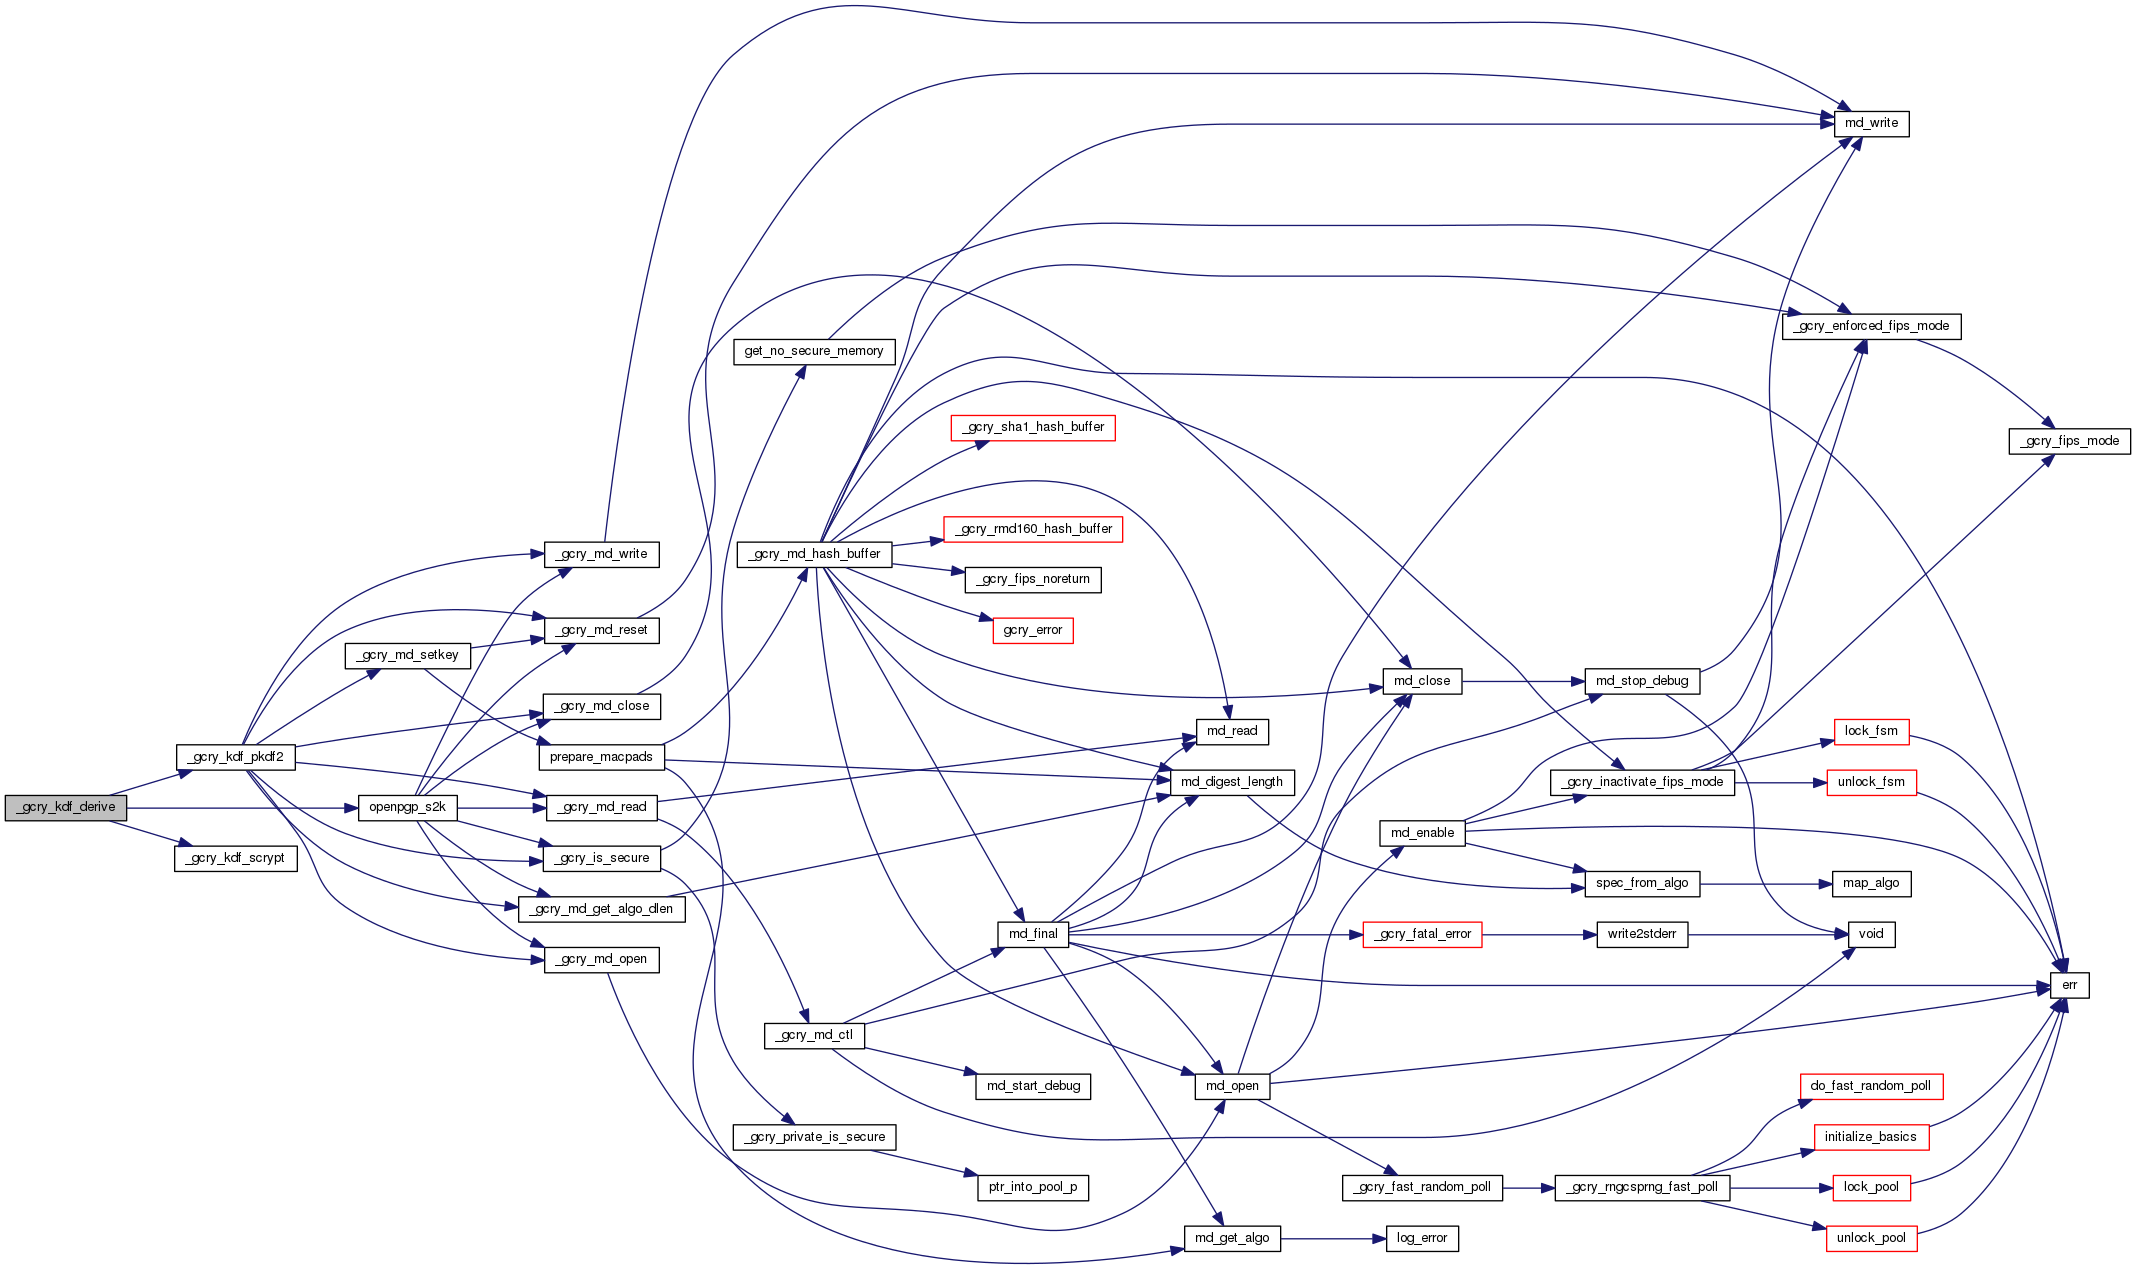 _gcry_kdf_derive
_gcry_kdf_pkdf2
openpgp_s2k
_gcry_kdf_scrypt
_gcry_md_setkey
_gcry_md_write
_gcry_md_reset
_gcry_md_close
prepare_macpads
_gcry_md_read
_gcry_is_secure
_gcry_md_get_algo_dlen
_gcry_md_open
get_no_secure_memory
_gcry_md_hash_buffer
_gcry_md_ctl
_gcry_private_is_secure
_gcry_sha1_hash_buffer
_gcry_rmd160_hash_buffer
_gcry_fips_noreturn
gcry_error
md_final
md_start_debug
ptr_into_pool_p
md_read
md_digest_length
md_open
md_get_algo
md_close
md_enable
_gcry_fatal_error
_gcry_fast_random_poll
log_error
md_stop_debug
_gcry_inactivate_fips_mode
spec_from_algo
write2stderr
_gcry_rngcsprng_fast_poll
md_write
_gcry_enforced_fips_mode
lock_fsm
unlock_fsm
map_algo
void
do_fast_random_poll
initialize_basics
lock_pool
unlock_pool
_gcry_fips_mode
err